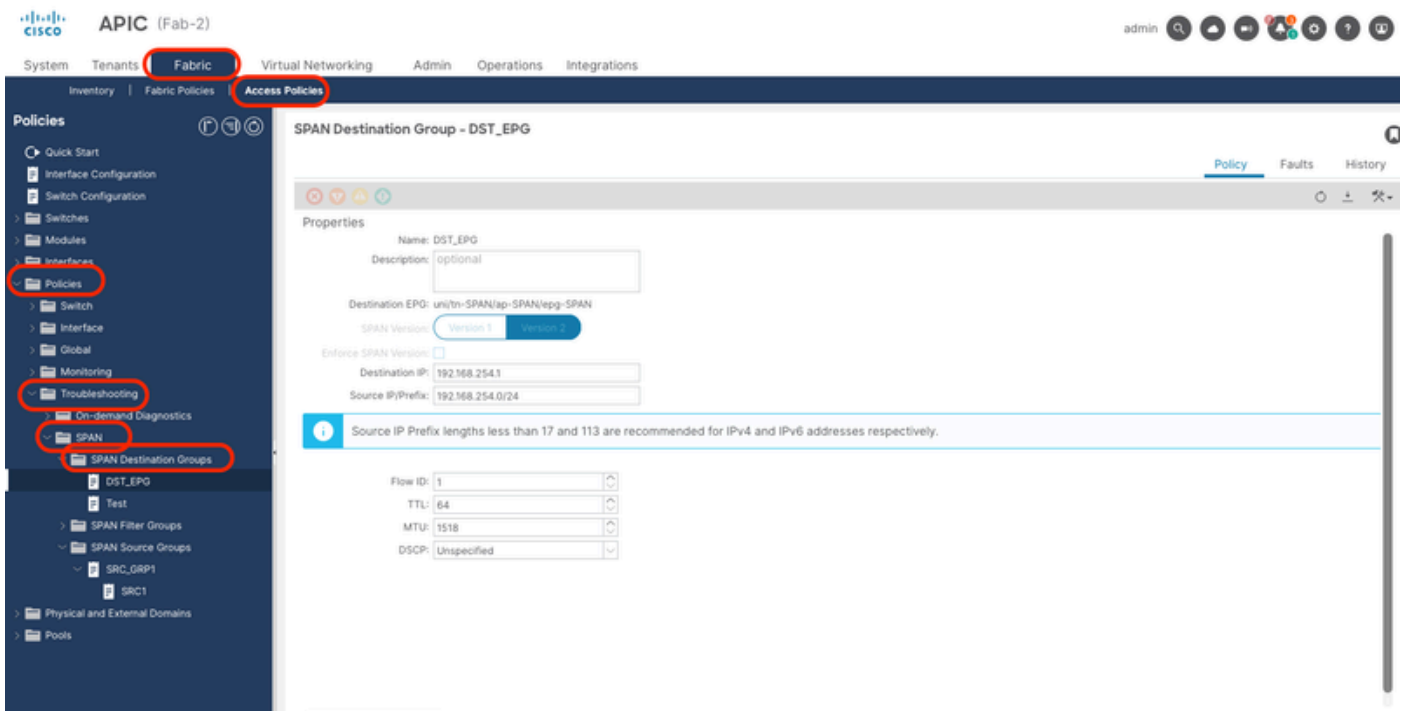 CISCO
APIC (Fab-2)
admin
System Tenants Fabric Virtual Networking Admin Operations Integrations
Inventory | Fabric Policies | Access Policies
Policies
Quick Start
Interface Configuration
Switch Configuration
Switches
Modules
Interfaces
Policies
Switch
Interface
Global
Monitoring
Troubleshooting
On-demand Diagnostics
SPAN
SPAN Destination Groups
DST_EPG
Test
SPAN Filter Groups
SPAN Source Groups
SRC_GRP1
SRC1
Physical and External Domains
Pools
SPAN Destination Group - DST_EPG
Policy Faults History
Properties
Name: DST_EPG
Description: optional
Destination EPG: uni/tn-SPAN/ap-SPAN/epg-SPAN
SPAN Version: Version 1 Version 2
Enforce SPAN Version:
Destination IP: 192.168.254.1
Source IP/Prefix: 192.168.254.0/24
Source IP Prefix lengths less than 17 and 113 are recommended for IPv4 and IPv6 addresses respectively.
Flow ID: 1
TTL: 64
MTU: 1518
DSCP: Unspecified